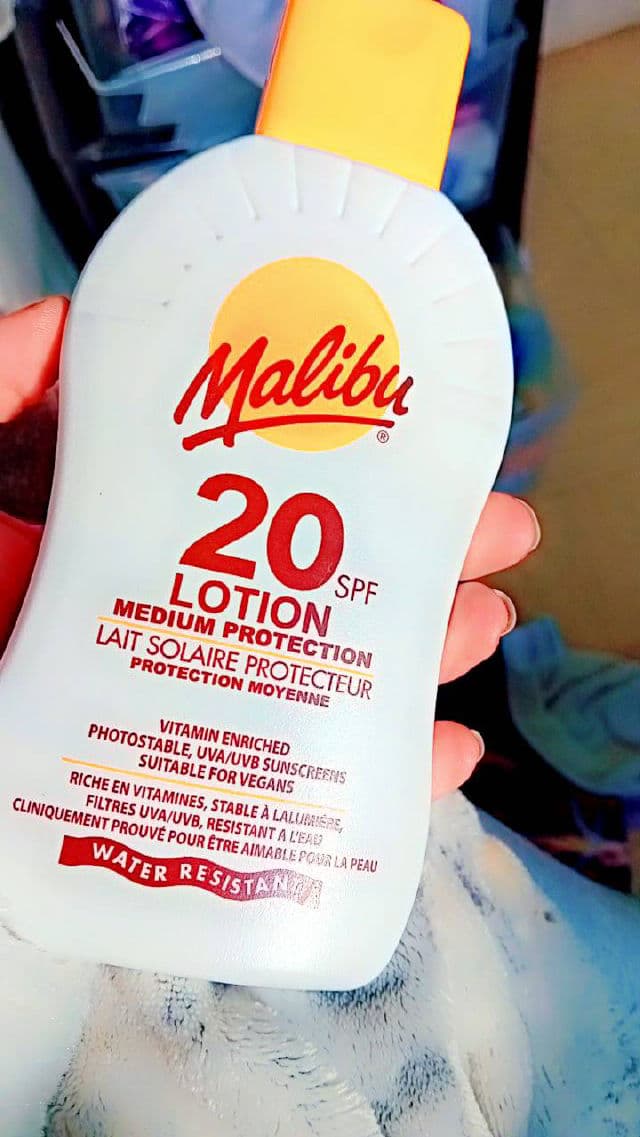 Malibu®
20 SPF
LOTION
MEDIUM PROTECTION
LAIT SOLAIRE PROTECTEUR
PROTECTION MOYENNE
VITAMIN ENRICHED
PHOTOSTABLE, UVA/UVB SUNSCREENS
SUITABLE FOR VEGANS
RICHE EN VITAMINES, STABLE À LALUMIÈRE,
FILTRES UVA/UVB, RESISTANT A L'EAU
CLINIQUEMENT PROUVÉ POUR ÊTRE AIMABLE POUR LA PEAU
WATER RESISTANT